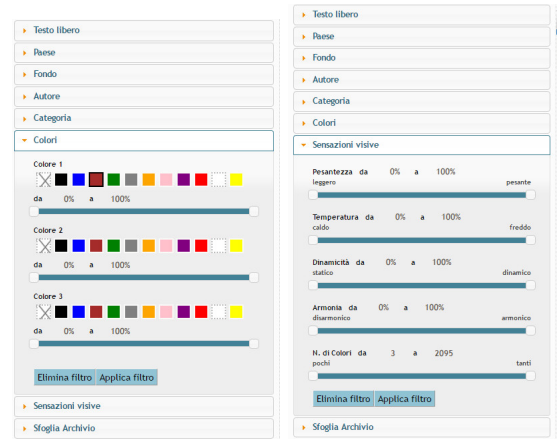 Testo libero
Paese
Fondo
Autore
Categoria
Colori
Colore 1
da 0% a 100%
Colore 2
da 0% a 100%
Colore 3
da 0% a 100%
Elimina filtro Applica filtro
Sensazioni visive
Sfoglia Archivio
Testo libero
Paese
Fondo
Autore
Categoria
Colori
Sensazioni visive
Pesantezza da 0% a 100%
leggero pesante
Temperatura da 0% a 100%
caldo freddo
Dinamicità da 0% a 100%
statico dinamico
Armonia da 0% a 100%
disarmonico armonico
N. di Colori da 3 a 2095
pochi tanti
Elimina filtro Applica filtro
Sfoglia Archivio